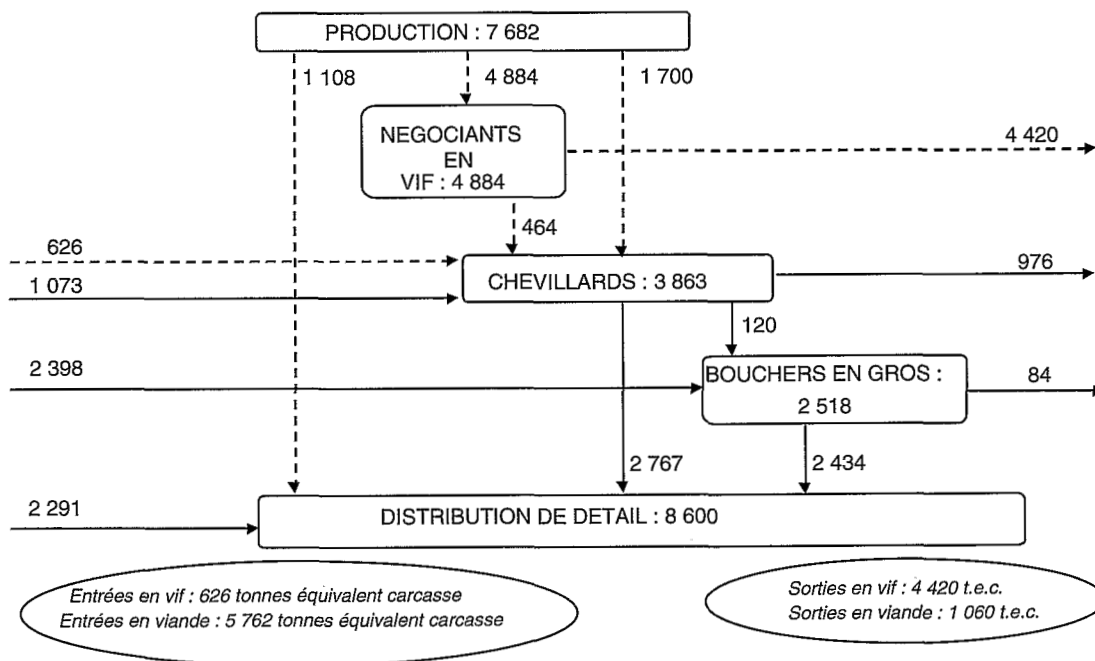 PRODUCTION : 7 682
1 108
4 884
1 700
NEGOCIANTS
EN
VIF : 4 884
4 420
464
626
CHEVILLARDS : 3 863
976
1 073
120
2 398
BOUCHERS EN GROS :
2 518
84
2 767
2 434
2 291
DISTRIBUTION DE DETAIL : 8 600
Entrées en vif : 626 tonnes équivalent carcasse
Entrées en viande : 5 762 tonnes équivalent carcasse
Sorties en vif : 4 420 t.e.c.
Sorties en viande : 1 060 t.e.c.